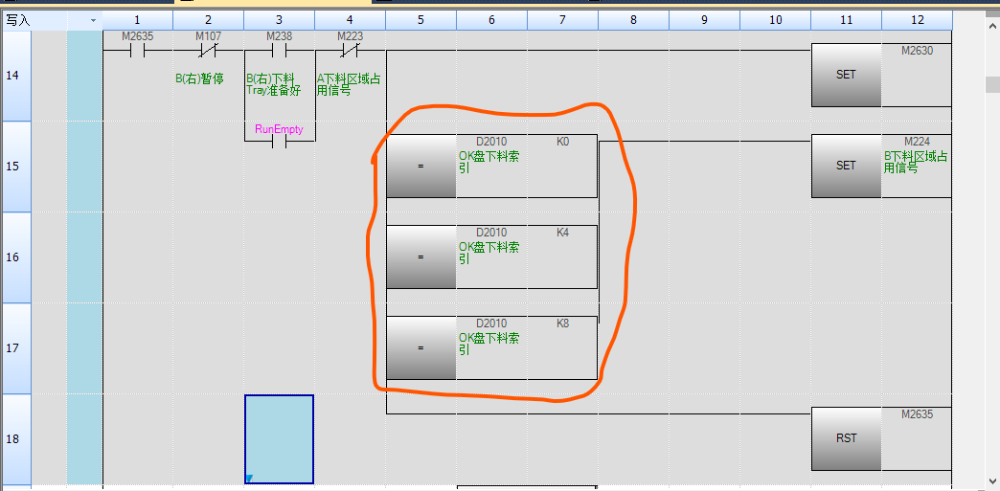 写入
1 2 3 4 5 6 7 8 9 10 11 12
M2635 M107 M238 M223 M2630
14
SET
B(右)暂停 B(右)下料 A下料区域占
Tray准备好 用信号
RunEmpty
D2010 K0 M224
OK盘下料索 B下料区域占
15 = 引 SET 用信号
D2010 K4
OK盘下料索
16 = 引
D2010 K8
OK盘下料索
17 = 引
M2635
18 RST